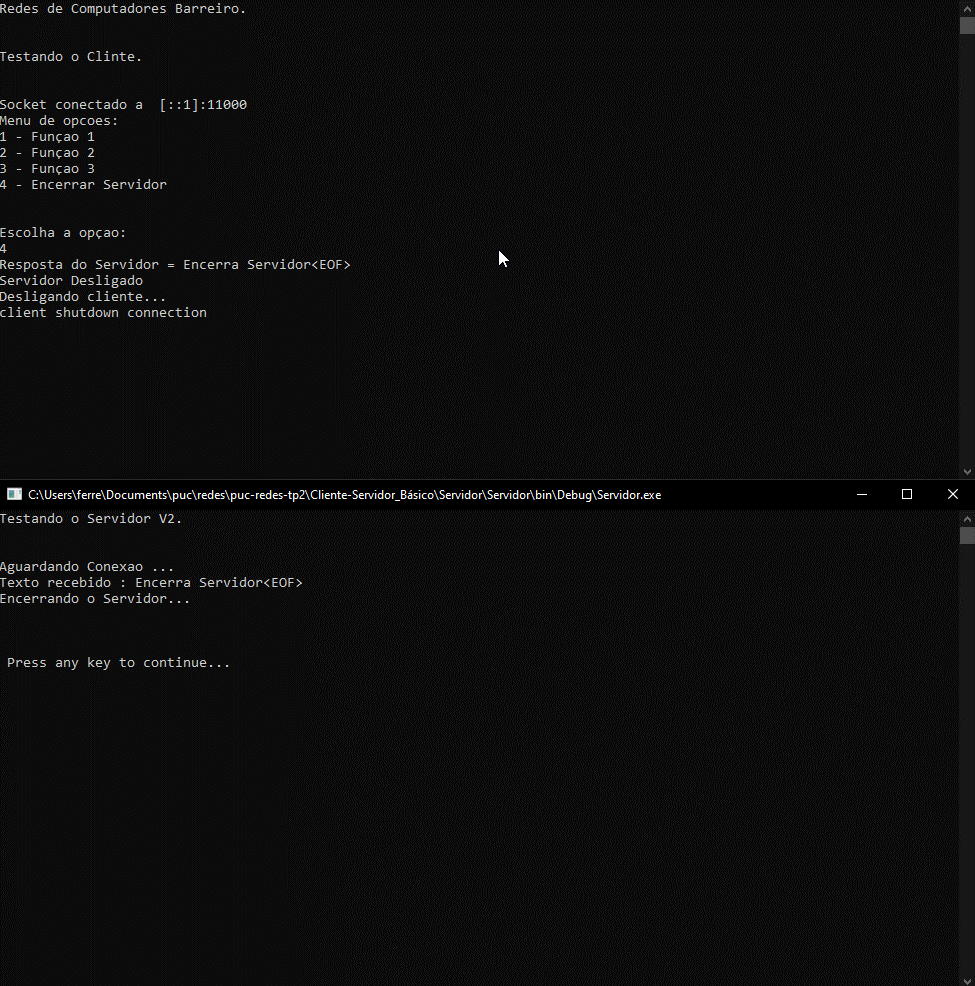 Redes de Computadores Barreiro.
Testando o Clinte.
Socket conectado a  [::1]:11000
Menu de opcoes:
1 - Funçao 1
2 - Funçao 2
3 - Funçao 3
4 - Encerrar Servidor
Escolha a opçao:
4
Resposta do Servidor = Encerra Servidor<EOF>
Servidor Desligado
Desligando cliente...
client shutdown connection
C:\Users\ferre\Documents\puc\redes\puc-redes-tp2\Cliente-Servidor_Básico\Servidor\Servidor\bin\Debug\Servidor.exe
Testando o Servidor V2.
Aguardando Conexao ...
Texto recebido : Encerra Servidor<EOF>
Encerrando o Servidor...
Press any key to continue...